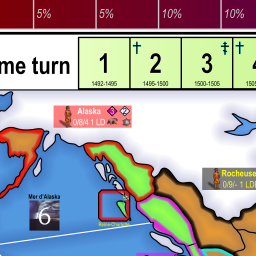 5% 5% 10% 10%
me turn
1 2 3 4
1492-1495 1495-1500 1500-1505
Alaska
0/8/4 1 LD
Rocheuse
0/9/- 1 LD
Mer d'Alaska
6